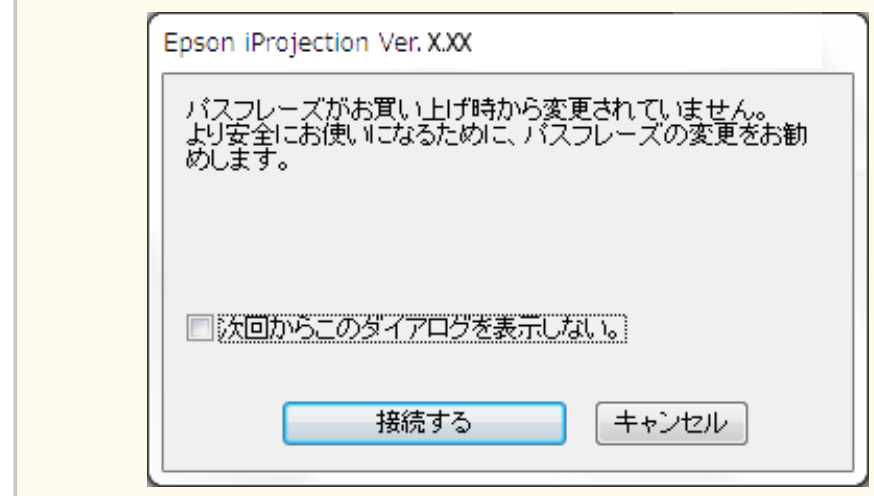 Epson iProjection Ver. X.XX
パスフレーズがお買い上げ時から変更されていません。
より安全にお使いになるために、パスフレーズの変更をお勧
めします。
次回からこのダイアログを表示しない。
接続する
キャンセル